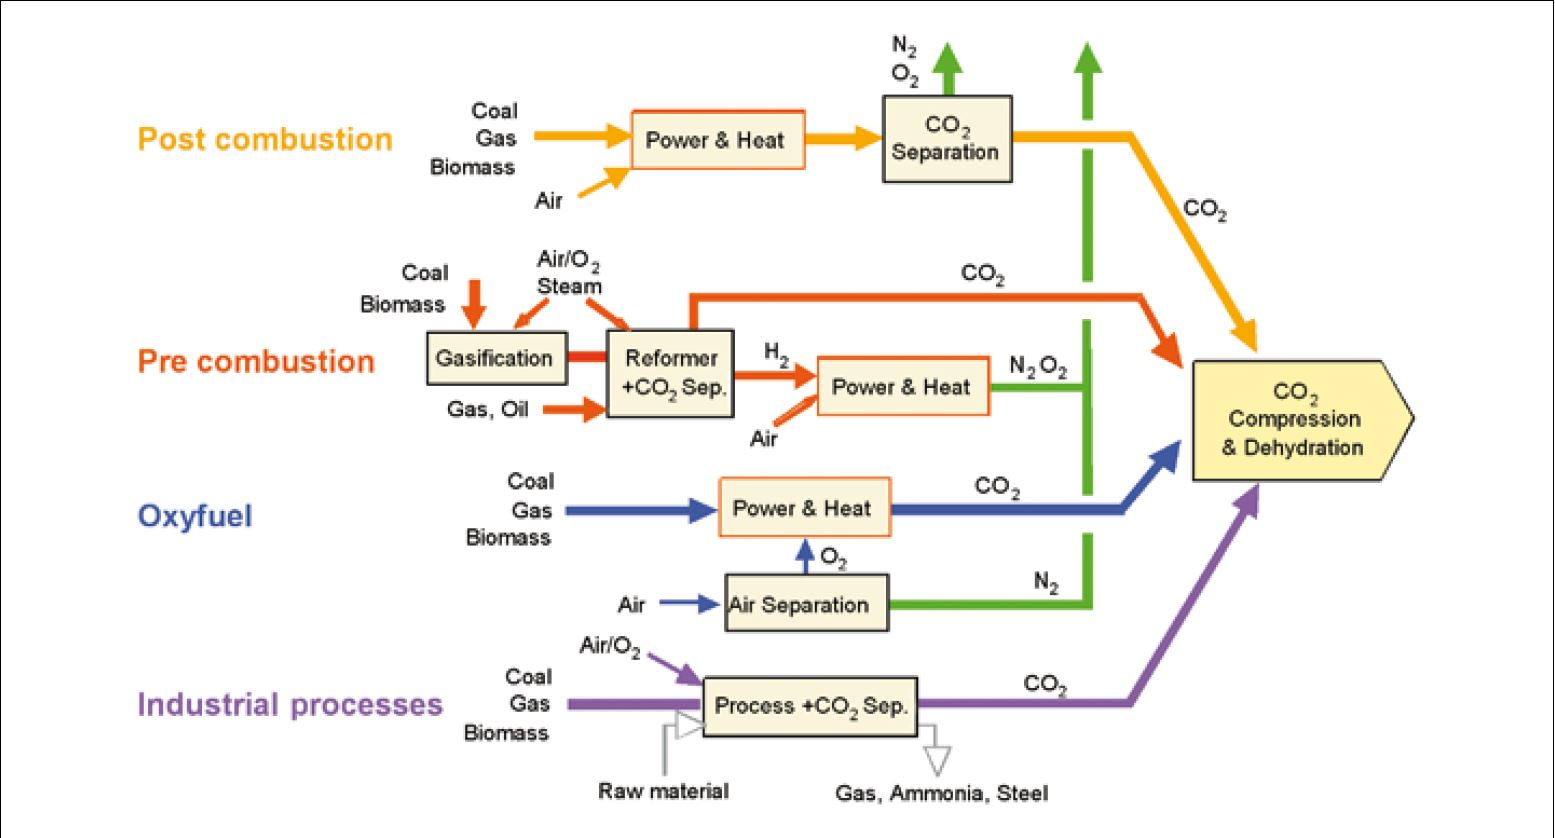 N2
O2
Coal
Gas
Biomass
Air
Post combustion
Power & Heat
CO2
Separation
CO2
Coal
Biomass
Air/O2
Steam
CO2
Pre combustion
Gasification
Reformer
+CO2 Sep.
H2
Gas, Oil
Air
Power & Heat
N2 O2
CO2
Compression
& Dehydration
Oxyfuel
Coal
Gas
Biomass
Power & Heat
CO2
O2
Air
Air Separation
N2
Industrial processes
Air/O2
Coal
Gas
Biomass
Process +CO2 Sep.
CO2
Raw material
Gas, Ammonia, Steel